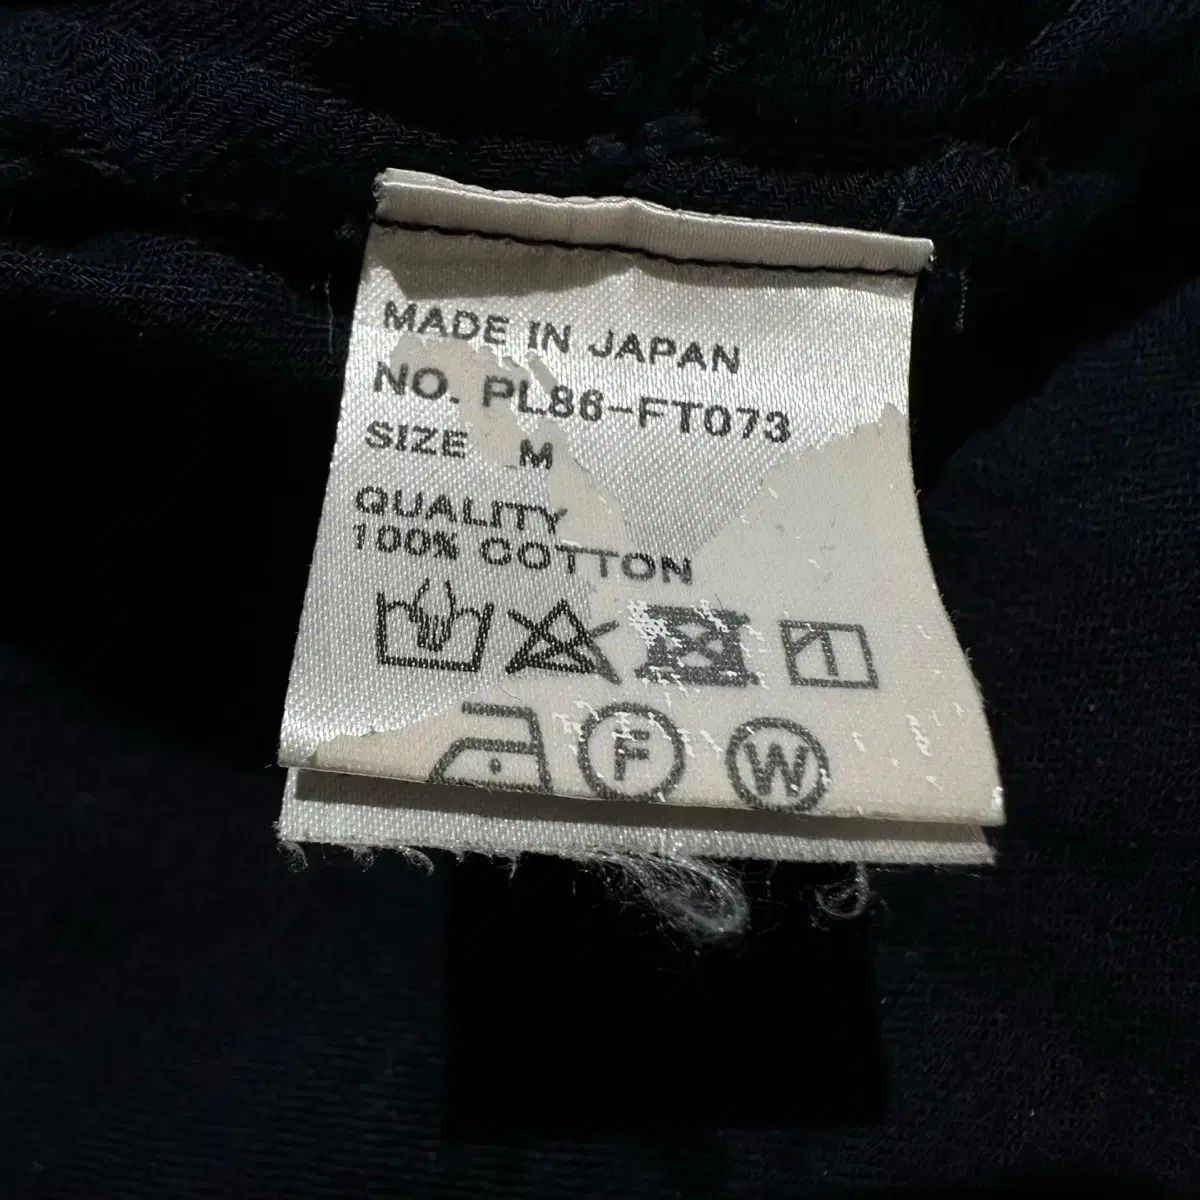 MADE IN JAPAN
NO. PL86-FT073
SIZE M
QUALITY
100% COTTON
F W